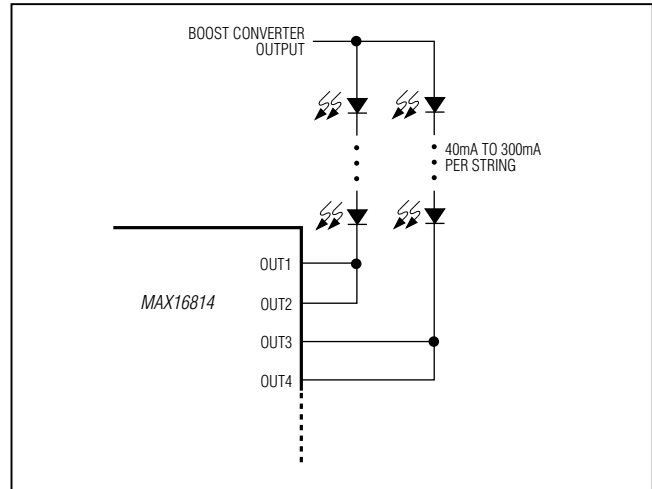 BOOST CONVERTER
OUTPUT
40mA TO 300mA
PER STRING
OUT1
MAX16814
OUT2
OUT3
OUT4